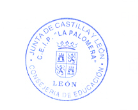 JUNTA DE CASTILLA Y LEÓN
C.E.I.P. "LA PALOMERA"
LEÓN
CONSEJERÍA DE EDUCACIÓN